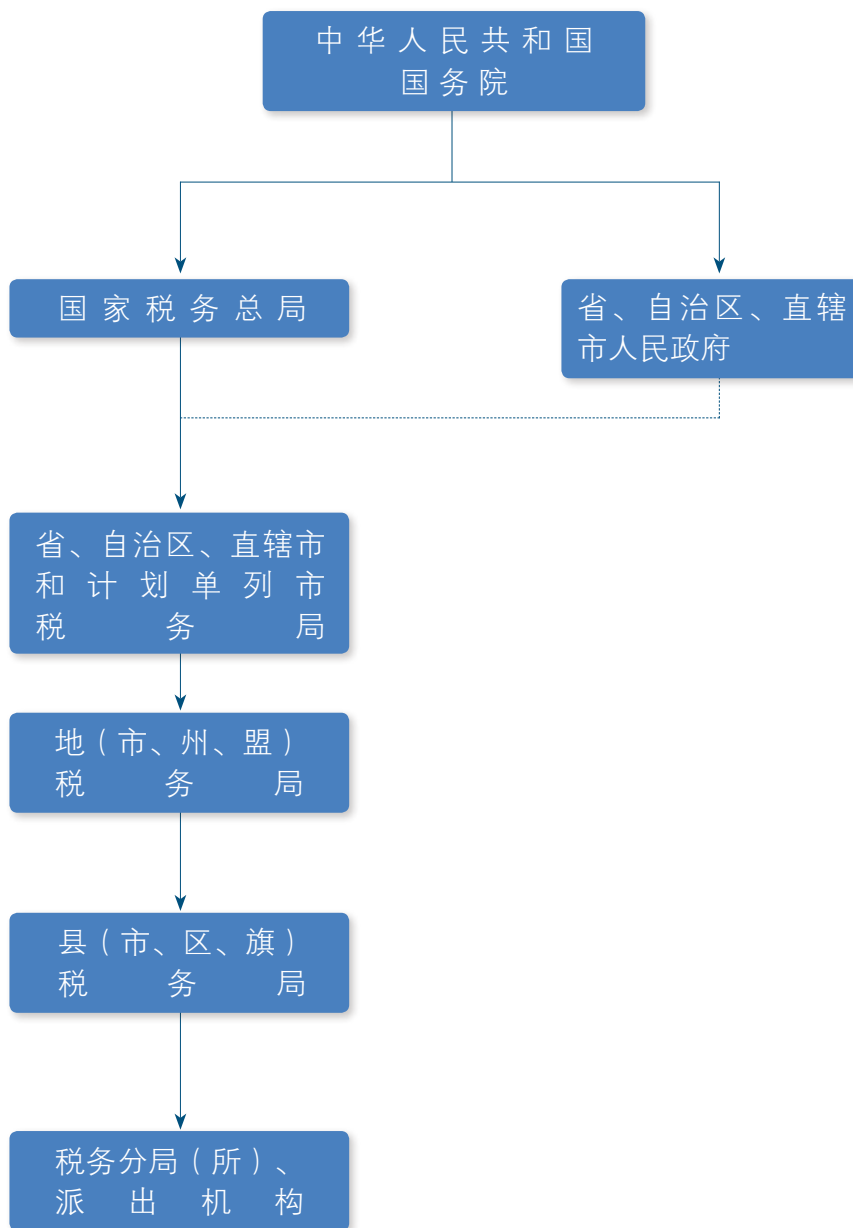 中华人民共和国
国务院
国家税务总局
省、自治区、直辖
市人民政府
省、自治区、直辖市
和计划单列市
税务局
地（市、州、盟）
税务局
县（市、区、旗）
税务局
税务分局（所）、
派出机构